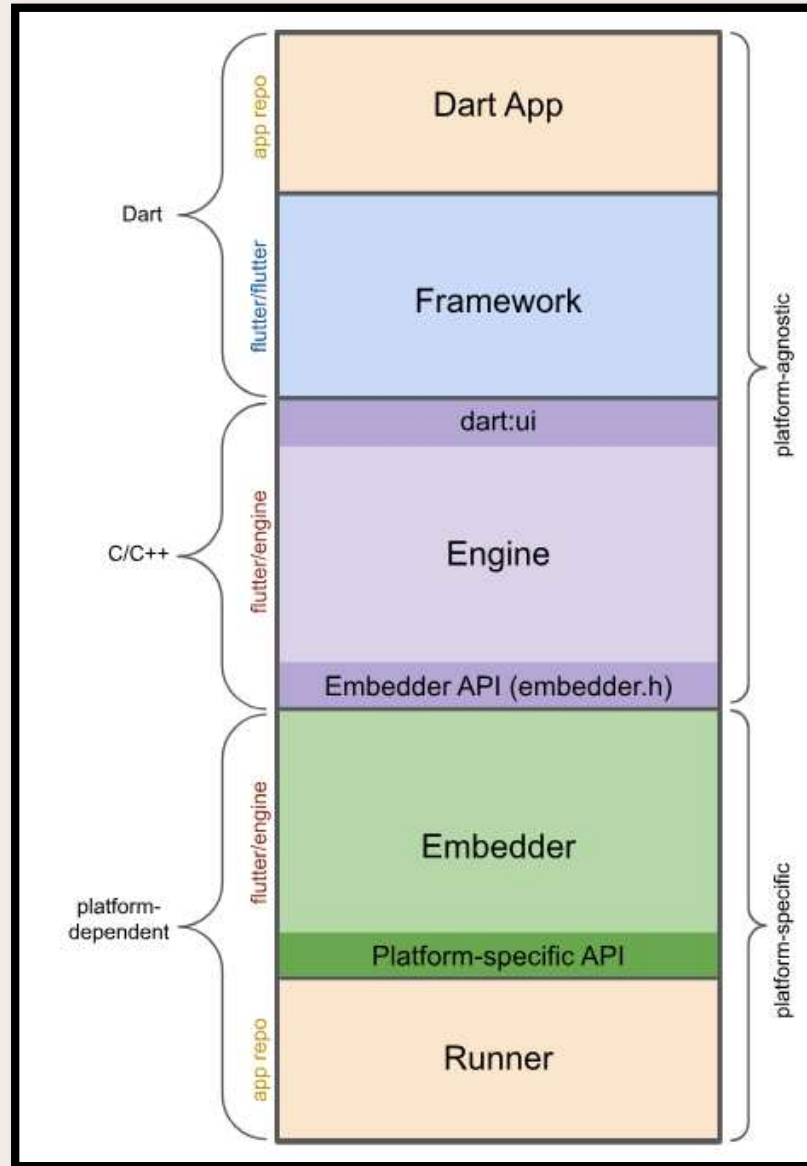 app repo
Dart App
Dart
flutter/flutter
Framework
platform-agnostic
dart:ui
C/C++
flutter/engine
Engine
Embedder API (embedder.h)
flutter/engine
Embedder
platform-
dependent
platform-specific
Platform-specific API
app repo
Runner